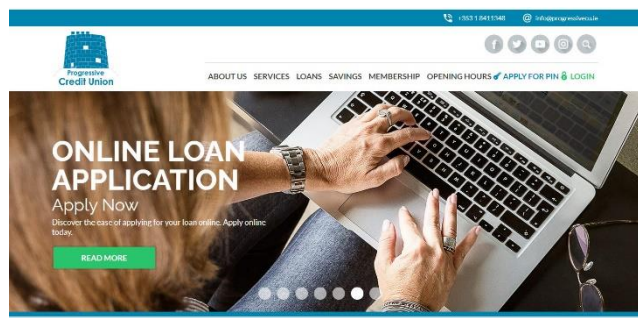 +353 1 8411348 info@progressivecu.ie
Progressive
Credit Union
ABOUT US SERVICES LOANS SAVINGS MEMBERSHIP OPENING HOURS APPLY FOR PIN LOGIN
ONLINE LOAN
APPLICATION
Apply Now
Discover the ease of applying for your loan online. Apply online
today.
READ MORE